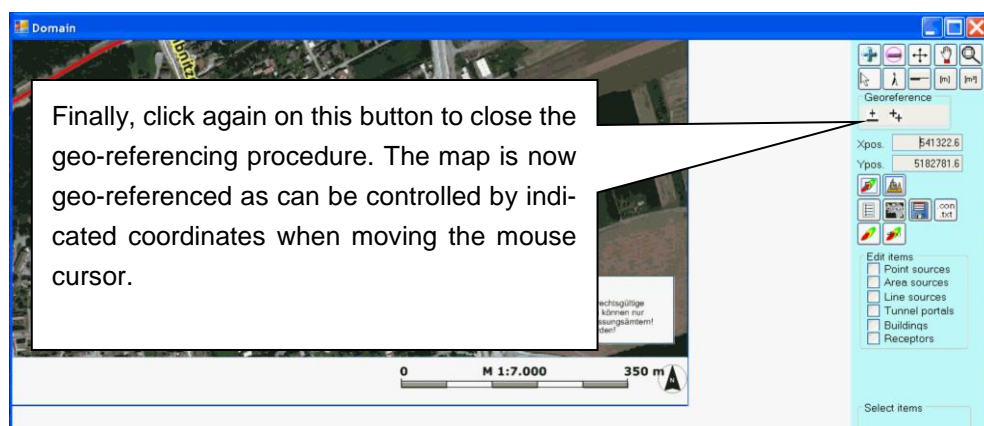 Domain
Finally, click again on this button to close the
geo-referencing procedure. The map is now
geo-referenced as can be controlled by indi-
cated coordinates when moving the mouse
cursor.
rechtsgültige
können nur
ssungsämtern!
rden!
0 M 1:7.000 350 m
N
[m] [m²]
Georeference
Xpos. 541322.6
Ypos. 5182781.6
.con
.txt
Edit items
Point sources
Area sources
Line sources
Tunnel portals
Buildings
Receptors
Select items